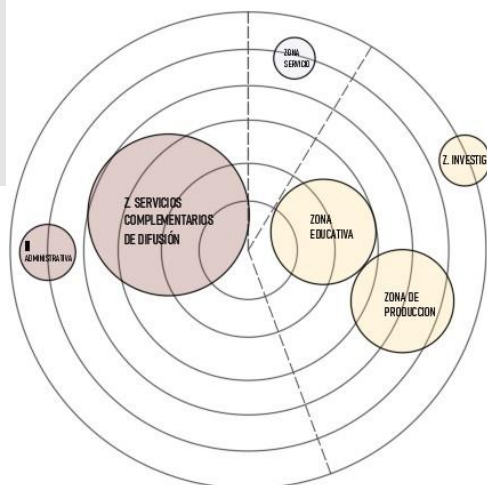 ZONA
SERVICIO
Z. INVESTIG
Z. SERVICIOS
COMPLEMENTARIOS
DE DIFUSIÓN
ZONA
EDUCATIVA
ADMINISTRATIVA
ZONA DE
PRODUCCION